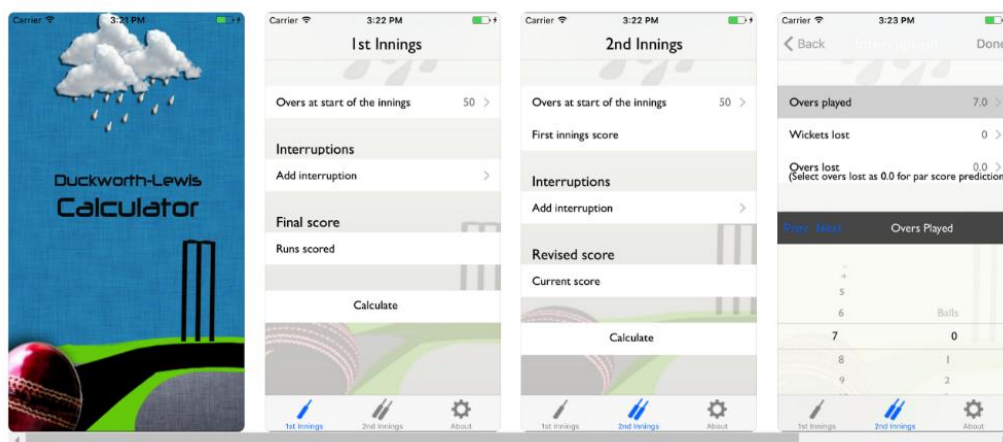 Carrier 3:21 PM
Duckworth-Lewis
Calculator
Carrier 3:22 PM
1st Innings
Overs at start of the innings 50
Interruptions
Add interruption
Final score
Runs scored
Calculate
1st Innings 2nd Innings About
Carrier 3:22 PM
2nd Innings
Overs at start of the innings 50
First innings score
Interruptions
Add interruption
Revised score
Current score
Calculate
1st Innings 2nd Innings About
Carrier 3:23 PM
Back Interruption Done
Overs played 7.0
Wickets lost 0
Overs lost 0.0
(Select overs lost as 0.0 for par score prediction
Prev Next Overs Played
5
6 Balls
7 0
8 1
9 2
1st Innings 2nd Innings About